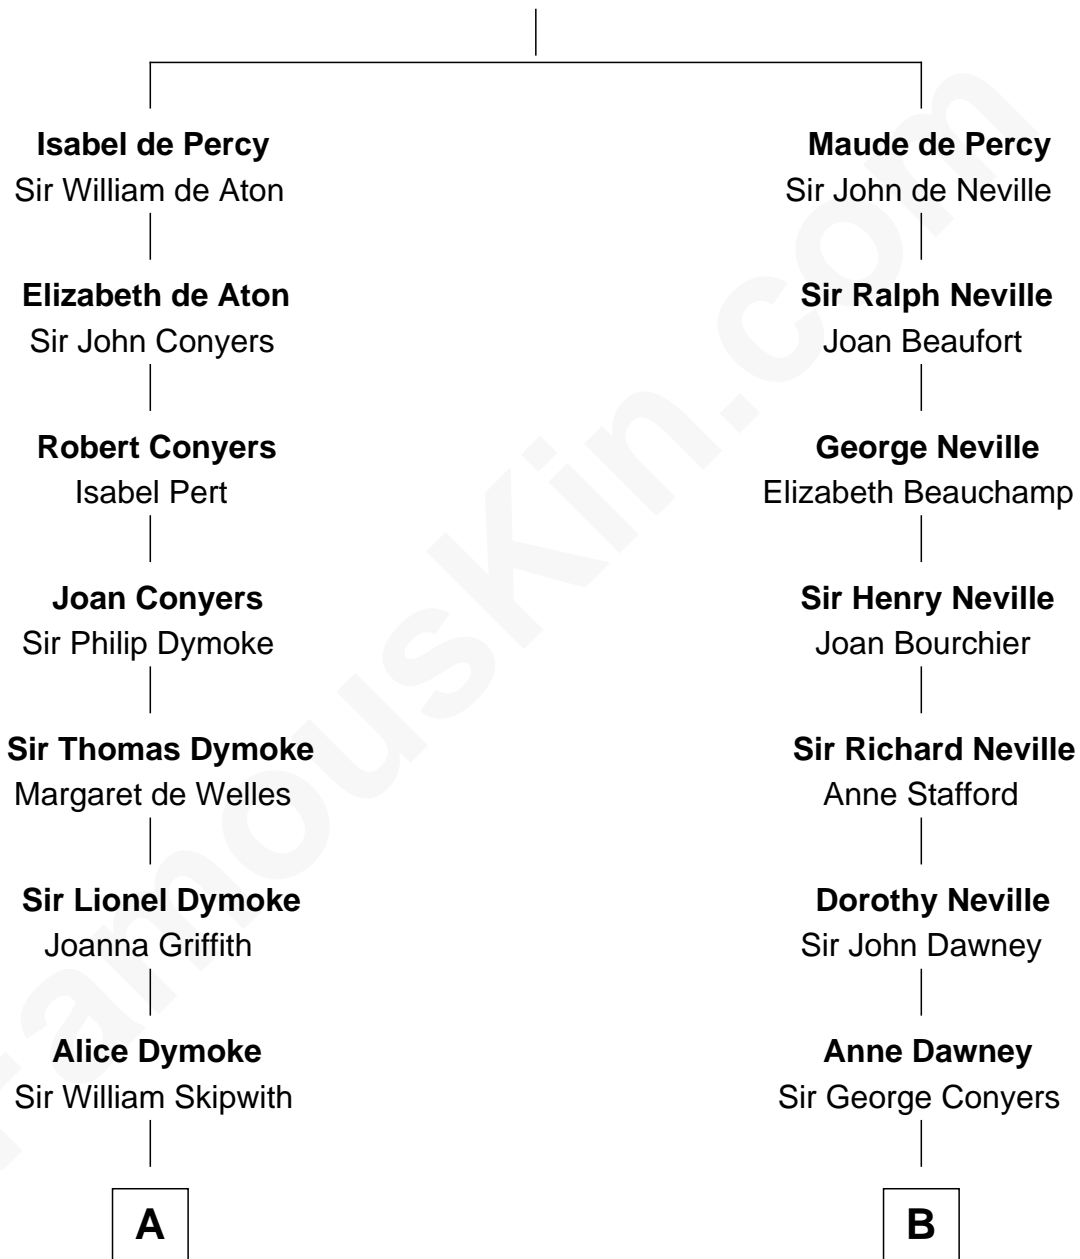 Isabel de Percy
Sir William de Aton
Elizabeth de Aton
Sir John Conyers
Robert Conyers
Isabel Pert
Joan Conyers
Sir Philip Dymoke
Sir Thomas Dymoke
Margaret de Welles
Sir Lionel Dymoke
Joanna Griffith
Alice Dymoke
Sir William Skipwith
A
Maude de Percy
Sir John de Neville
Sir Ralph Neville
Joan Beaufort
George Neville
Elizabeth Beauchamp
Sir Henry Neville
Joan Bourchier
Sir Richard Neville
Anne Stafford
Dorothy Neville
Sir John Dawney
Anne Dawney
Sir George Conyers
B
FamousKin.com